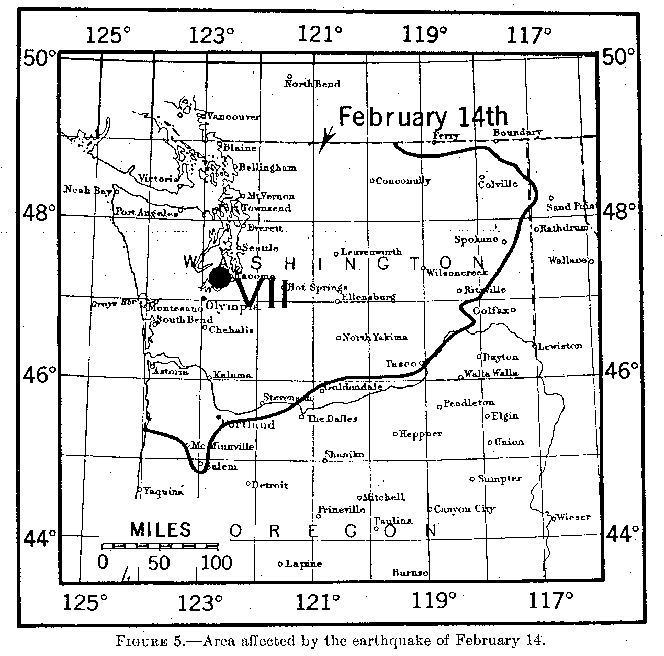 125° 123° 121° 119° 117°
50° 50°
North Bend
Vancouver
February 14th
Ferry Boundary
Blaine
Bellingham
Victoria
Conconully
Colville
Neah Bay
Mt Vernon
Port Angeles
Townsend
Sand Point
48° 48°
Everett
Rathdrum
Seattle
Spokane
Leavenworth
Wallace
WASHINGTON
Wilsoncreek
Tacoma
VII
Hot Springs
Ritzville
Ellensburg
Grays Hbr
Montesano
Olympia
Colfax
South Bend
Chehalis
North Yakima
Lewiston
Dayton
Pasco
46° 46°
Astoria
Kalama
Walla Walla
Goldendale
Stevenson
Pendleton
The Dalles
Elgin
Portland
Heppner
Union
McMinnville
Shaniko
Salem
Sumpter
Yaquina
Detroit
Mitchell
Prineville
Canyon City
Paulina
Wieser
MILES
OREGON
44° 44°
0 50 100
Lapine
Burnso
125° 123° 121° 119° 117°
FIGURE 5.—Area affected by the earthquake of February 14.